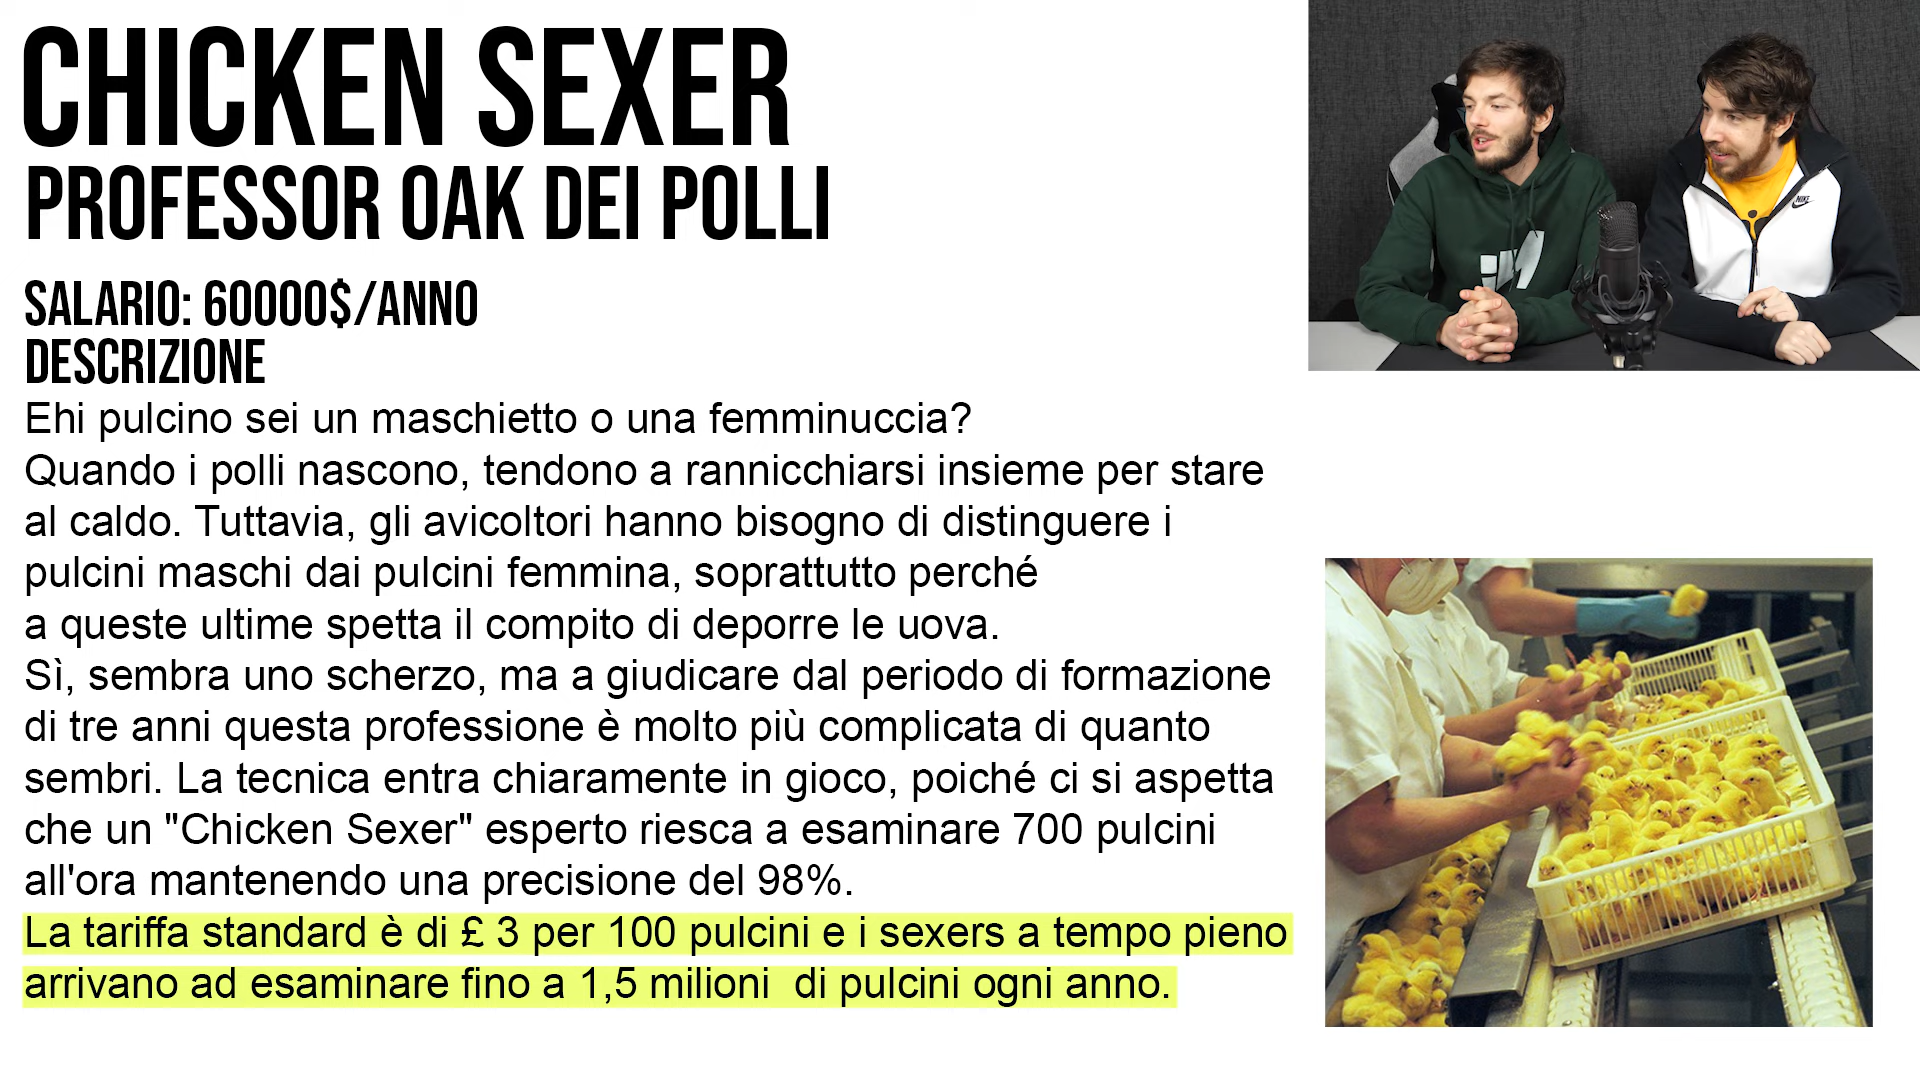 CHICKEN SEXER
PROFESSOR OAK DEI POLLI
SALARIO: 60000$/ANNO
DESCRIZIONE
Ehi pulcino sei un maschietto o una femminuccia?
Quando i polli nascono, tendono a rannicchiarsi insieme per stare
al caldo. Tuttavia, gli avicoltori hanno bisogno di distinguere i
pulcini maschi dai pulcini femmina, soprattutto perché
a queste ultime spetta il compito di deporre le uova.
Sì, sembra uno scherzo, ma a giudicare dal periodo di formazione
di tre anni questa professione è molto più complicata di quanto
sembri. La tecnica entra chiaramente in gioco, poiché ci si aspetta
che un "Chicken Sexer" esperto riesca a esaminare 700 pulcini
all'ora mantenendo una precisione del 98%.
La tariffa standard è di £ 3 per 100 pulcini e i sexers a tempo pieno
arrivano ad esaminare fino a 1,5 milioni  di pulcini ogni anno.
NIKE